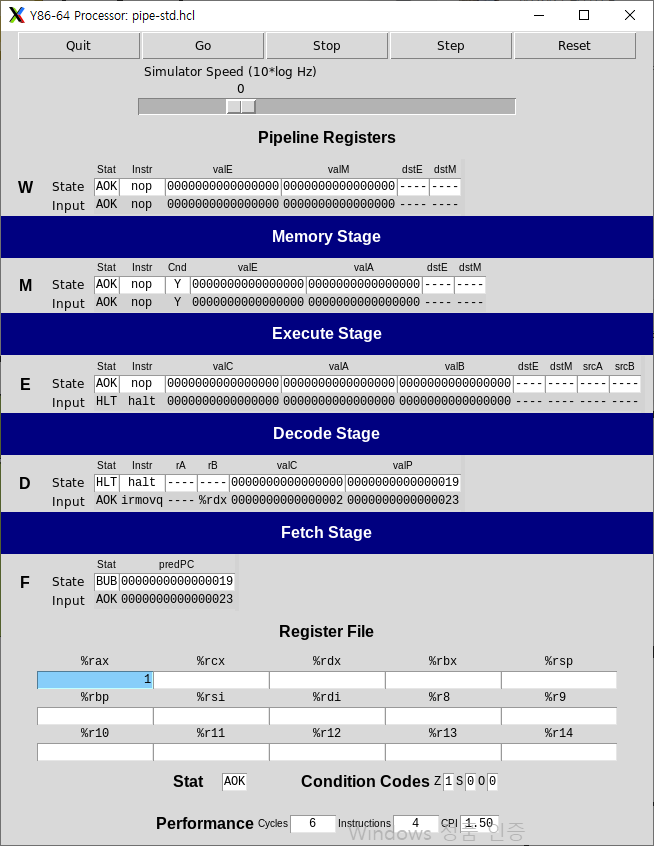 Y86-64 Processor: pipe-std.hcl
Quit Go Stop Step Reset
Simulator Speed (10*log Hz)
0
Pipeline Registers
Stat Instr valE valM dstE dstM
W State AOK nop 0000000000000000 0000000000000000 ---- ----
Input AOK nop 0000000000000000 0000000000000000 ---- ----
Memory Stage
Stat Instr Cnd valE valA dstE dstM
M State AOK nop Y 0000000000000000 0000000000000000 ---- ----
Input AOK nop Y 0000000000000000 0000000000000000 ---- ----
Execute Stage
Stat Instr valC valA valB dstE dstM srcA srcB
E State AOK nop 0000000000000000 0000000000000000 0000000000000000 ---- ---- ---- ----
Input HLT halt 0000000000000000 0000000000000000 0000000000000000 ---- ---- ---- ----
Decode Stage
Stat Instr rA rB valC valP
D State HLT halt ---- ---- 0000000000000000 0000000000000019
Input AOK irmovq ---- %rdx 0000000000000002 0000000000000023
Fetch Stage
Stat predPC
F State BUB 0000000000000019
Input AOK 0000000000000023
Register File
%rax %rcx %rdx %rbx %rsp
1
%rbp %rsi %rdi %r8 %r9
%r10 %r11 %r12 %r13 %r14
Stat AOK Condition Codes Z 1 S 0 O 0
Performance Cycles 6 Instructions 4 CPI 1.50
Windows 정품 인증